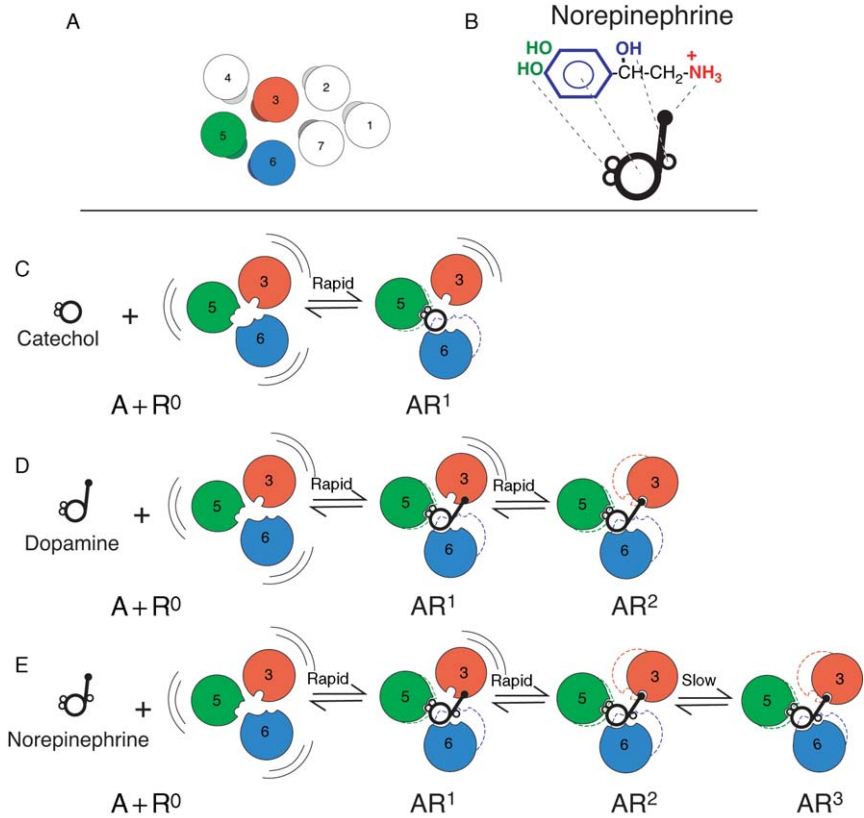 A
4
3
2
1
5
6
7
B
Norepinephrine
HO
HO
OH
CH-CH₂-NH₃
+
C
Catechol
+
5
3
6
Rapid
5
3
6
A + R⁰
AR¹
D
Dopamine
+
5
3
6
Rapid
5
3
6
Rapid
5
3
6
A + R⁰
AR¹
AR²
E
Norepinephrine
+
5
3
6
Rapid
5
3
6
Rapid
5
3
6
Slow
5
3
6
A + R⁰
AR¹
AR²
AR³